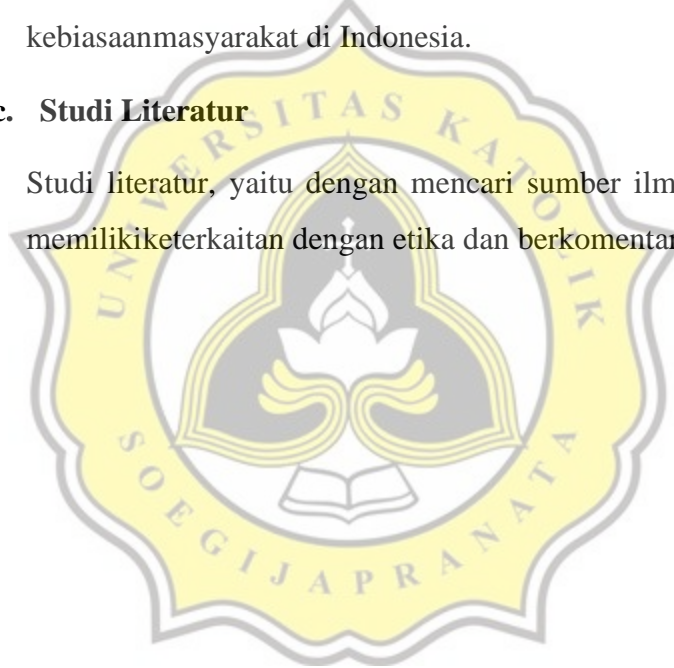 kebiasaanmasyarakat di Indonesia.
c. Studi Literatur
Studi literatur, yaitu dengan mencari sumber ilm
memilikiketerkaitan dengan etika dan berkomentar
UNIVERSITAS KATOLIK
SOEGIJAPRANATA